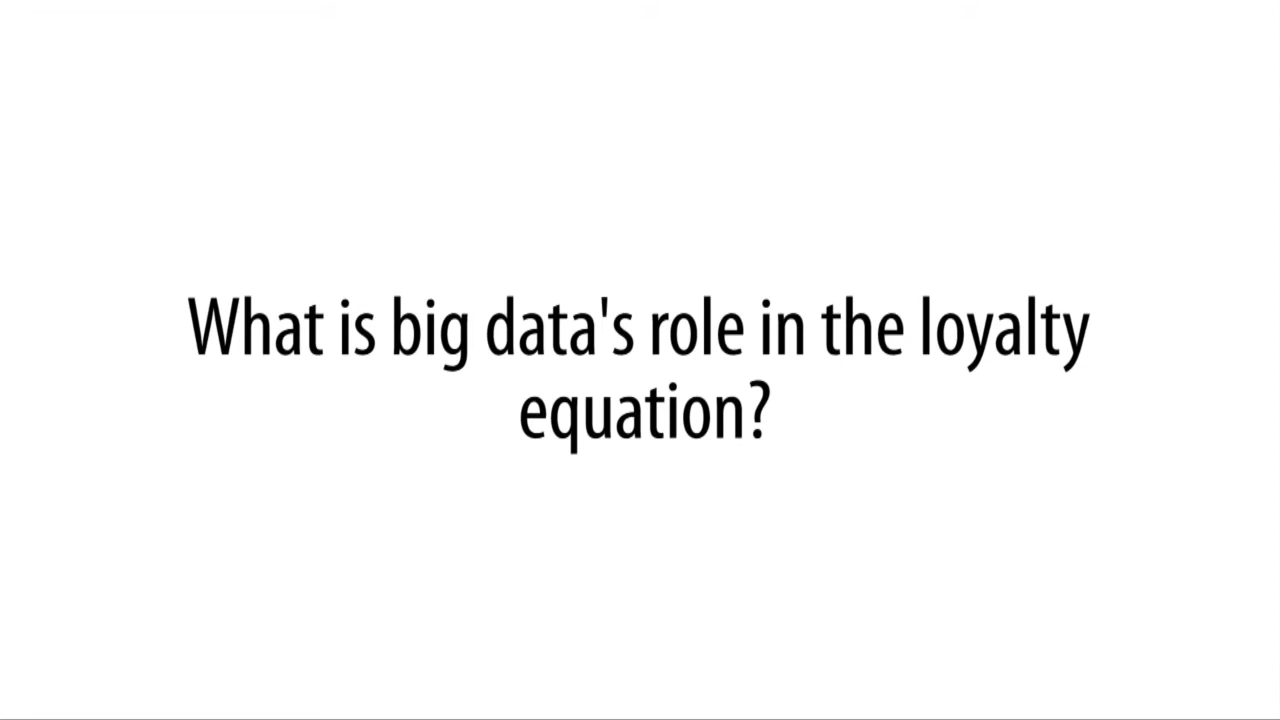 What is big data's role in the loyalty
equation?